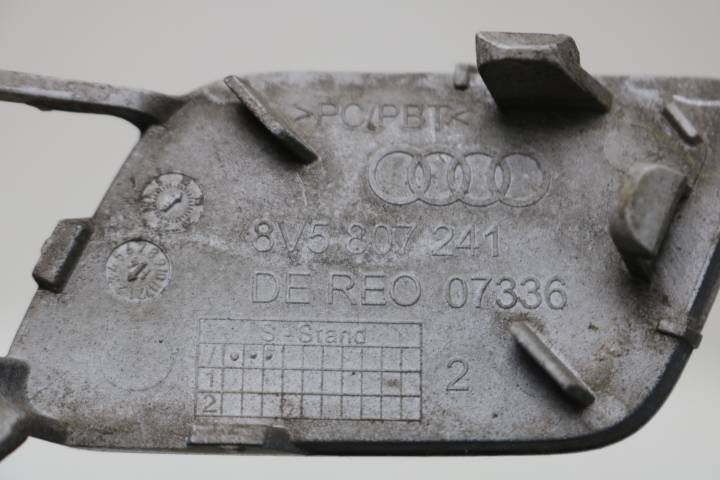 >PC/PBT<
8V5 807 241
DE REO 07336
S-Stand
/
1
2
2